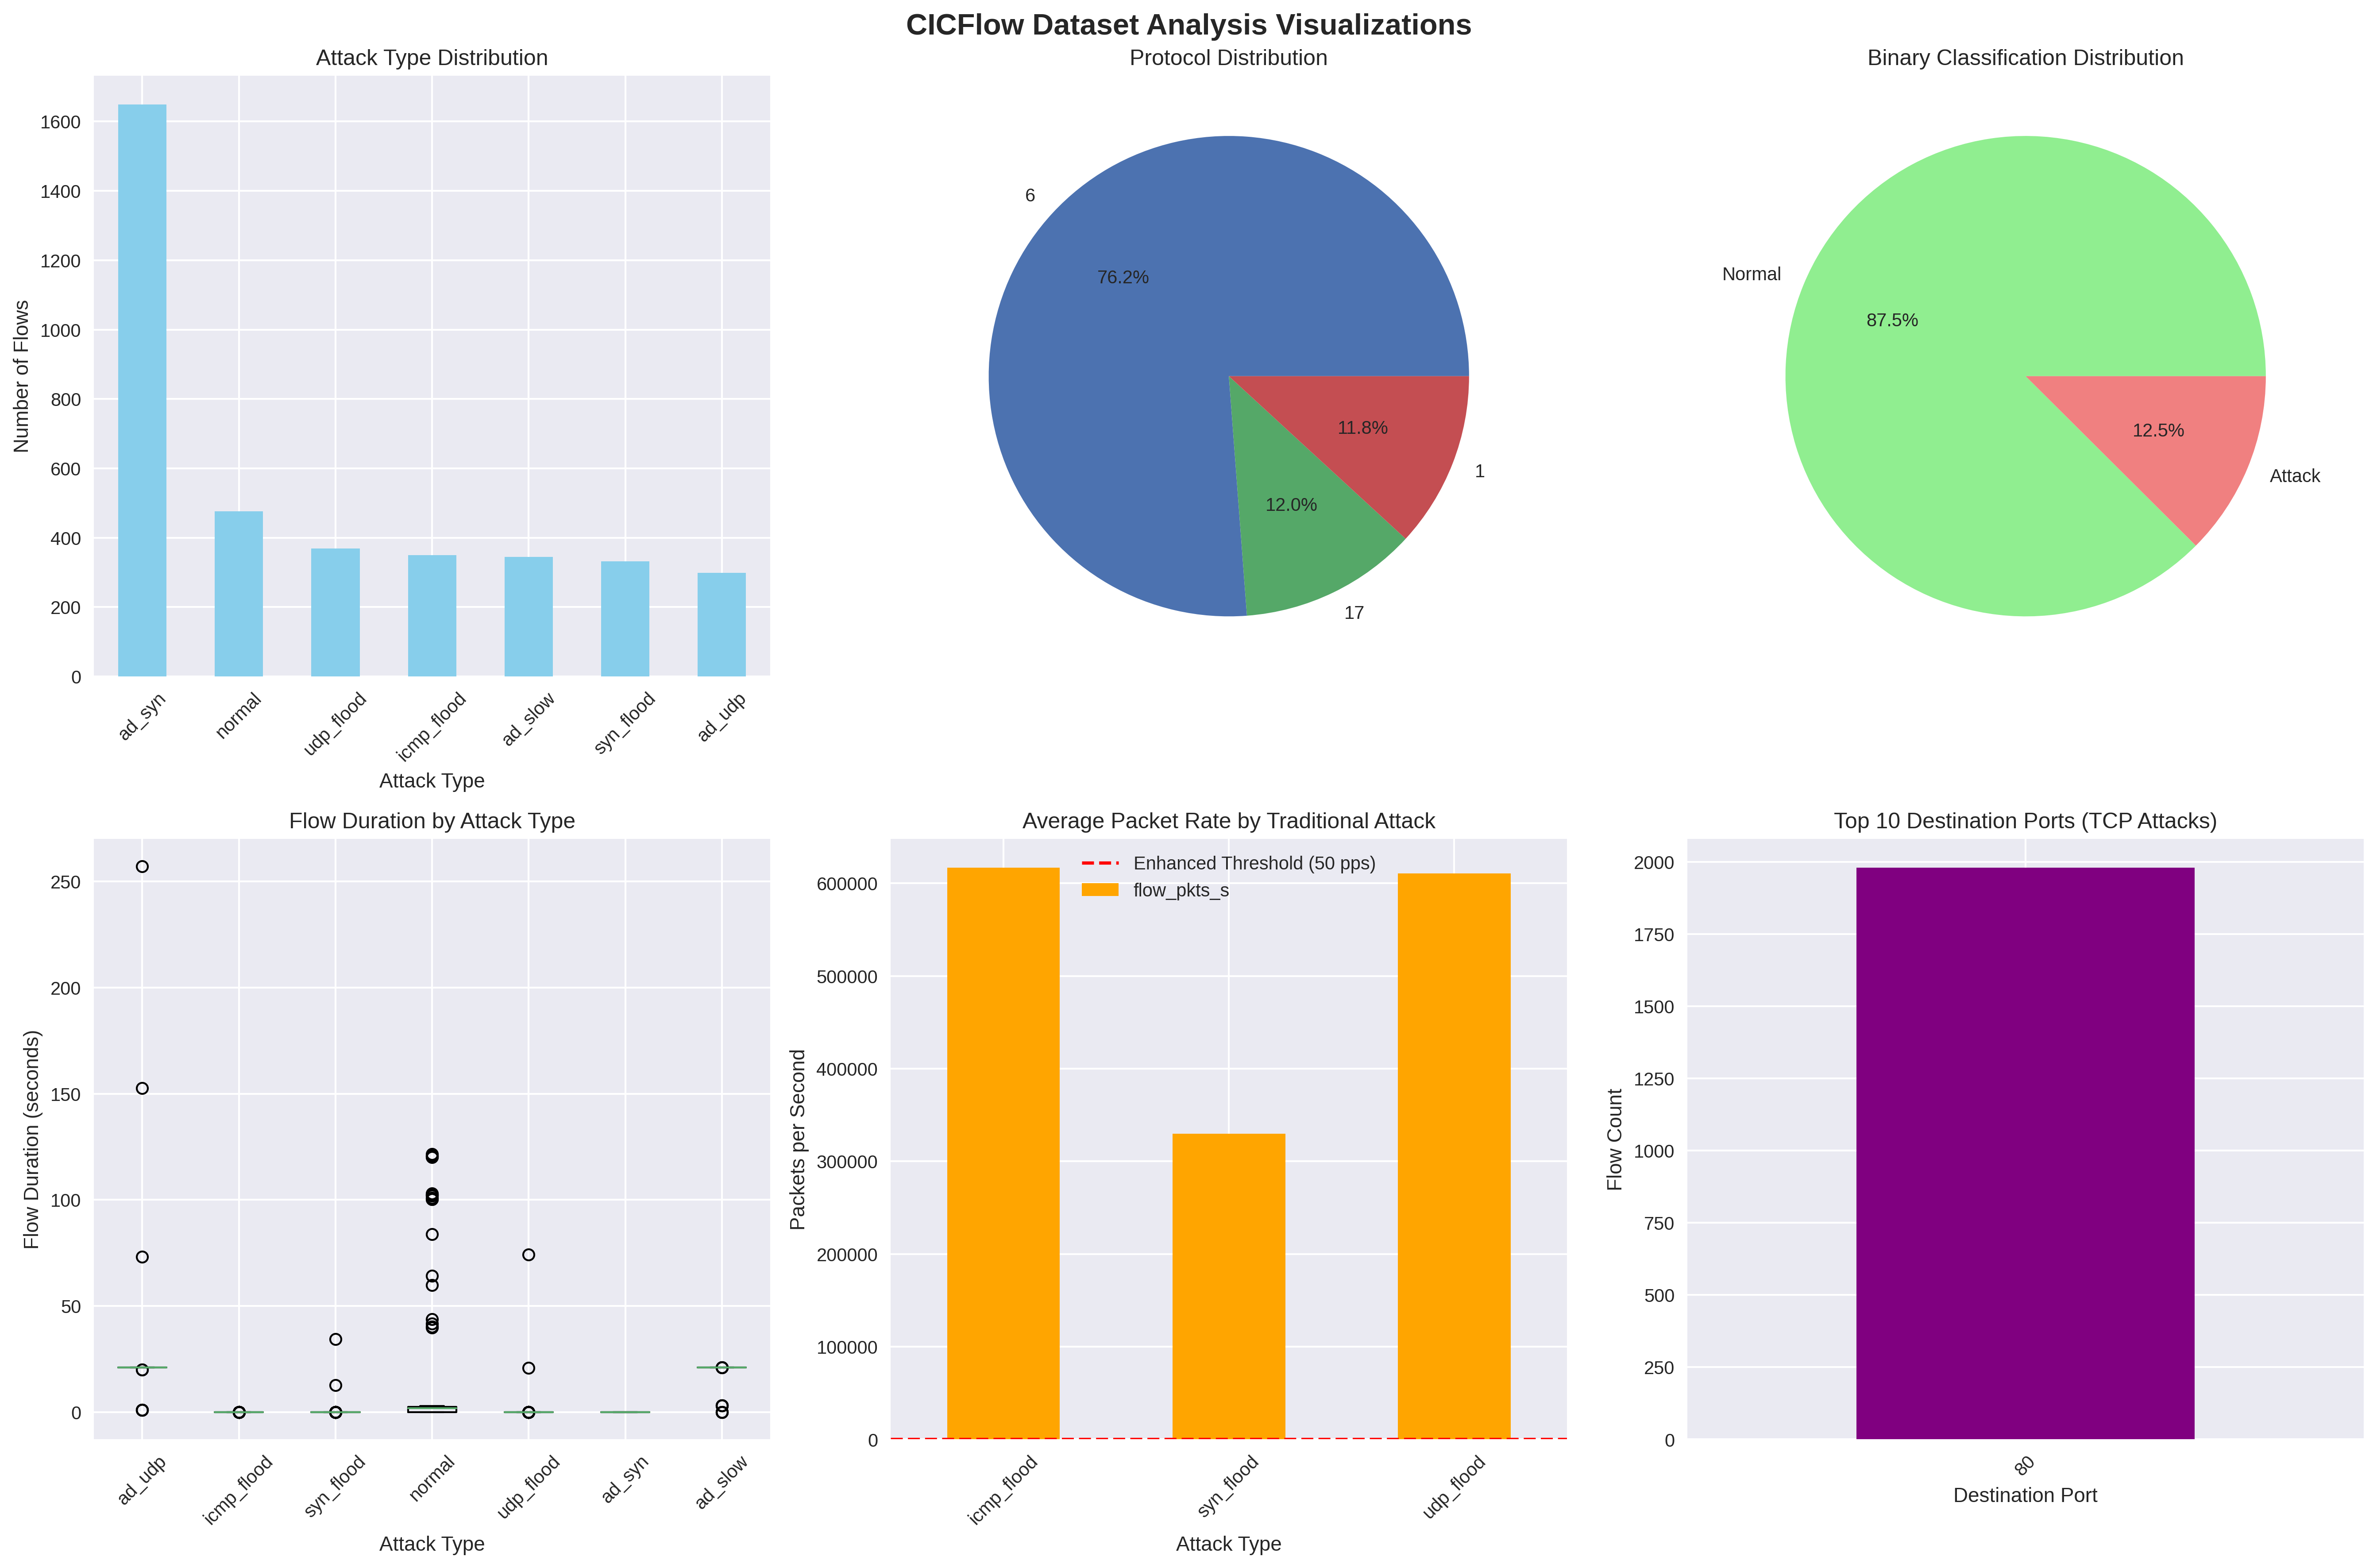 CICFlow Dataset Analysis Visualizations
Attack Type Distribution
Number of Flows
1600
1400
1200
1000
800
600
400
200
0
ad_syn
normal
udp_flood
icmp_flood
ad_slow
syn_flood
ad_udp
Attack Type
Protocol Distribution
6
76.2%
11.8%
1
12.0%
17
Binary Classification Distribution
Normal
87.5%
12.5%
Attack
Flow Duration by Attack Type
Flow Duration (seconds)
250
200
150
100
50
0
ad_udp
icmp_flood
syn_flood
normal
udp_flood
ad_syn
ad_slow
Attack Type
Average Packet Rate by Traditional Attack
Enhanced Threshold (50 pps)
flow_pkts_s
Packets per Second
600000
500000
400000
300000
200000
100000
0
icmp_flood
syn_flood
udp_flood
Attack Type
Top 10 Destination Ports (TCP Attacks)
Flow Count
2000
1750
1500
1250
1000
750
500
250
0
80
Destination Port